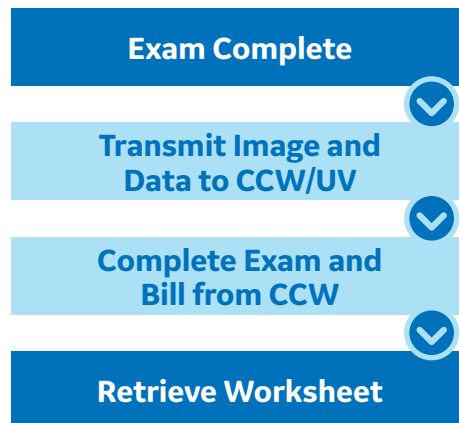 Exam Complete
Transmit Image and
Data to CCW/UV
Complete Exam and
Bill from CCW
Retrieve Worksheet